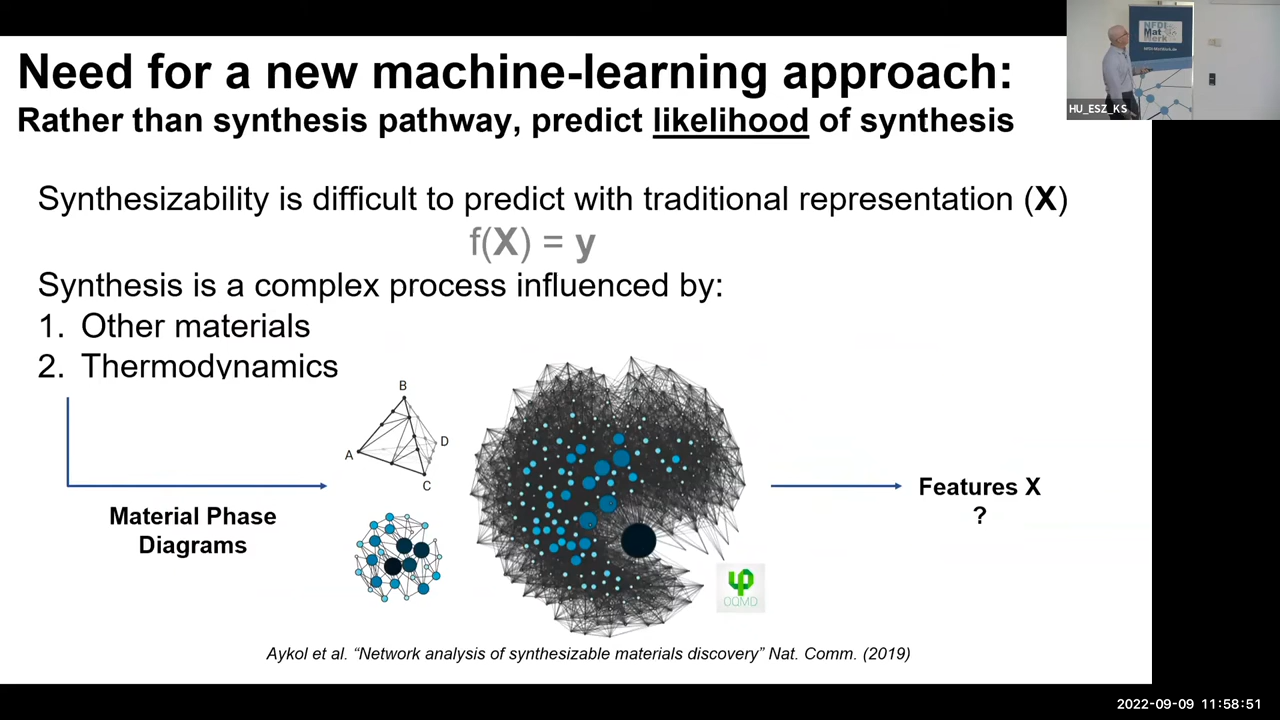 Need for a new machine-learning approach:
Rather than synthesis pathway, predict likelihood of synthesis
NFDI
Mat
Werk
HU_ESZ_KS
Synthesizability is difficult to predict with traditional representation (X)
f(X) = y
Synthesis is a complex process influenced by:
1. Other materials
2. Thermodynamics
B
A
D
C
Material Phase
Diagrams
Features X
?
OQMD
Aykol et al. “Network analysis of synthesizable materials discovery” Nat. Comm. (2019)
2022-09-09 11:58:51